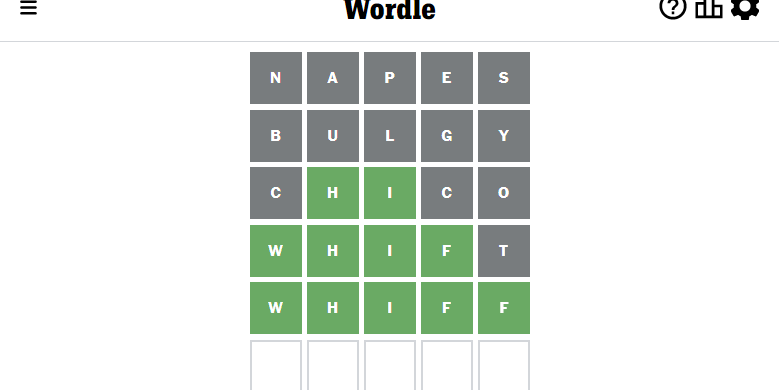 Wordle
N A P E S
B U L G Y
C H I C O
W H I F T
W H I F F